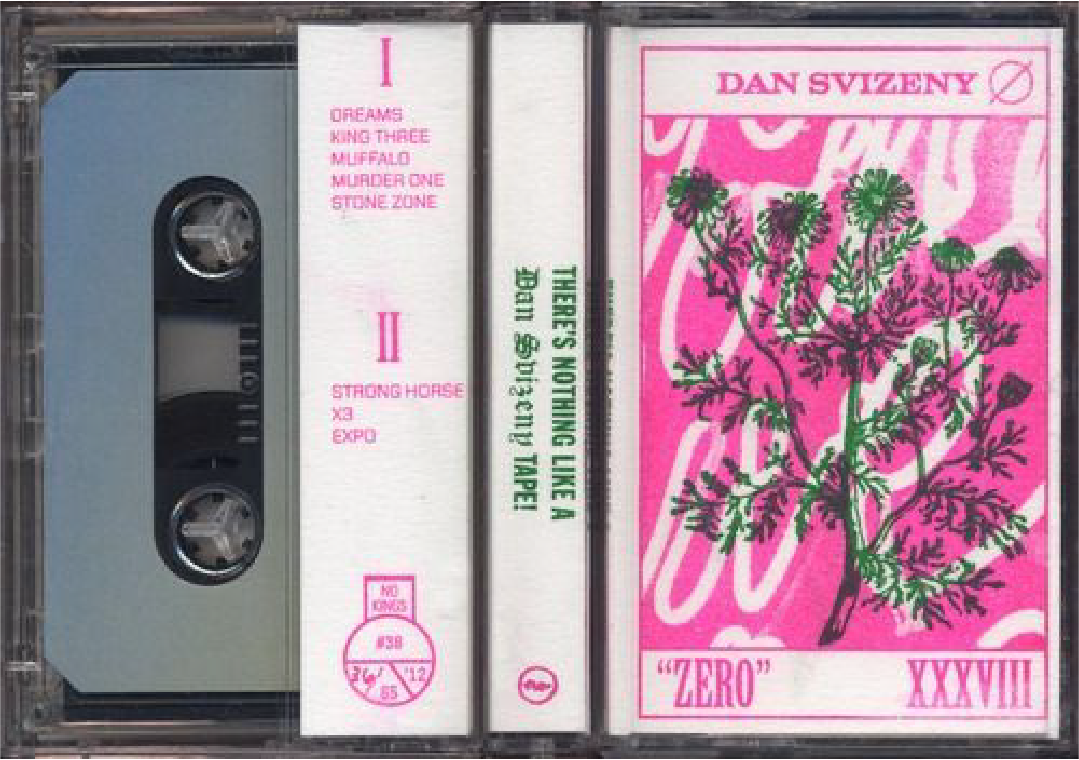 I
DREAMS
KING THREE
MUFFALO
MURDER ONE
STONE ZONE
II
STRONG HORSE
X3
EXPO
NO
KINGS
#38
'12
THERE'S NOTHING LIKE A
Dan Svizeny TAPE!
DAN SVIZENY
"ZERO" XXXVIII